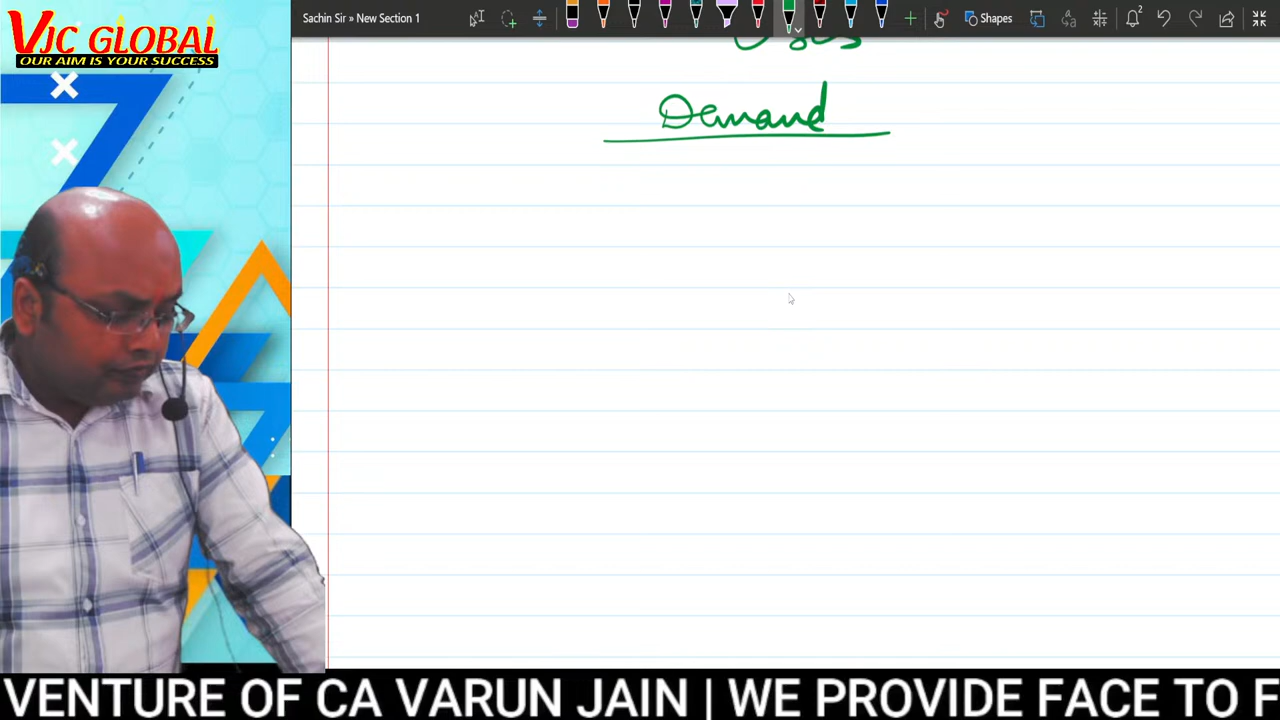 VJC GLOBAL
OUR AIM IS YOUR SUCCESS
Sachin Sir » New Section 1
Shapes
2
Demand
VENTURE OF CA VARUN JAIN | WE PROVIDE FACE TO F